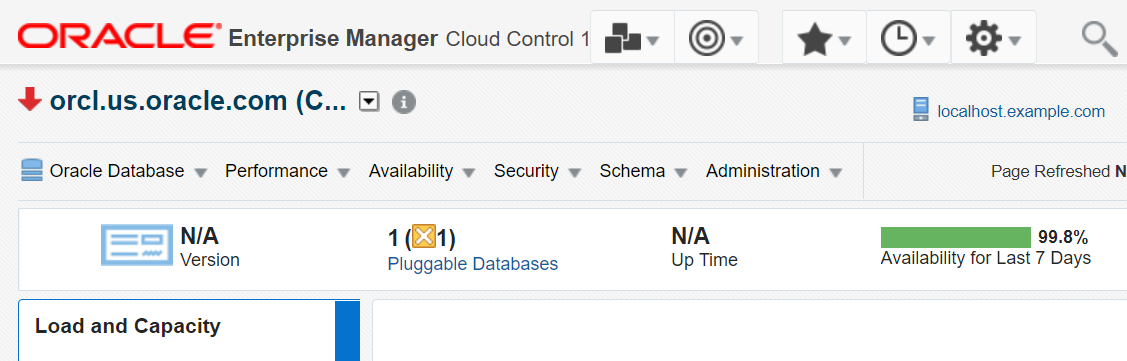 ORACLE Enterprise Manager Cloud Control 1
orcl.us.oracle.com (C...
localhost.example.com
Oracle Database Performance Availability Security Schema Administration Page Refreshed N
N/A
Version
1 (1)
Pluggable Databases
N/A
Up Time
99.8%
Availability for Last 7 Days
Load and Capacity